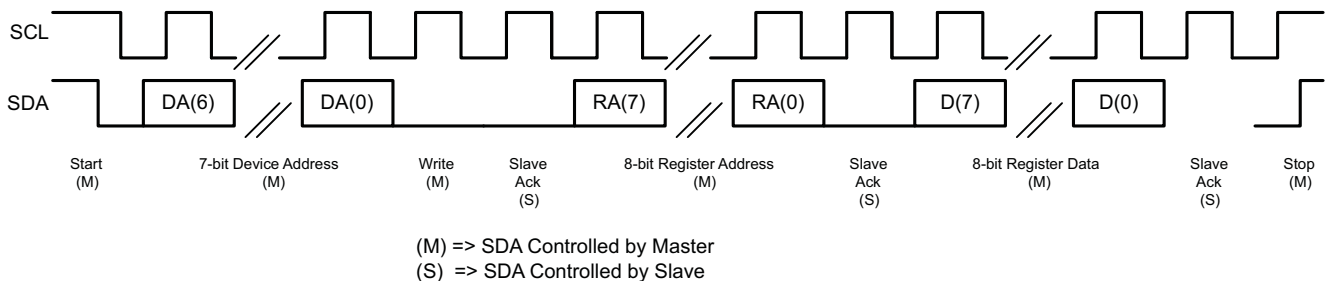 SCL
SDA
DA(6)
DA(0)
RA(7)
RA(0)
D(7)
D(0)
Start
(M)
7-bit Device Address
(M)
Write
(M)
Slave
Ack
(S)
8-bit Register Address
(M)
Slave
Ack
(S)
8-bit Register Data
(M)
Slave
Ack
(S)
Stop
(M)
(M) => SDA Controlled by Master
(S) => SDA Controlled by Slave